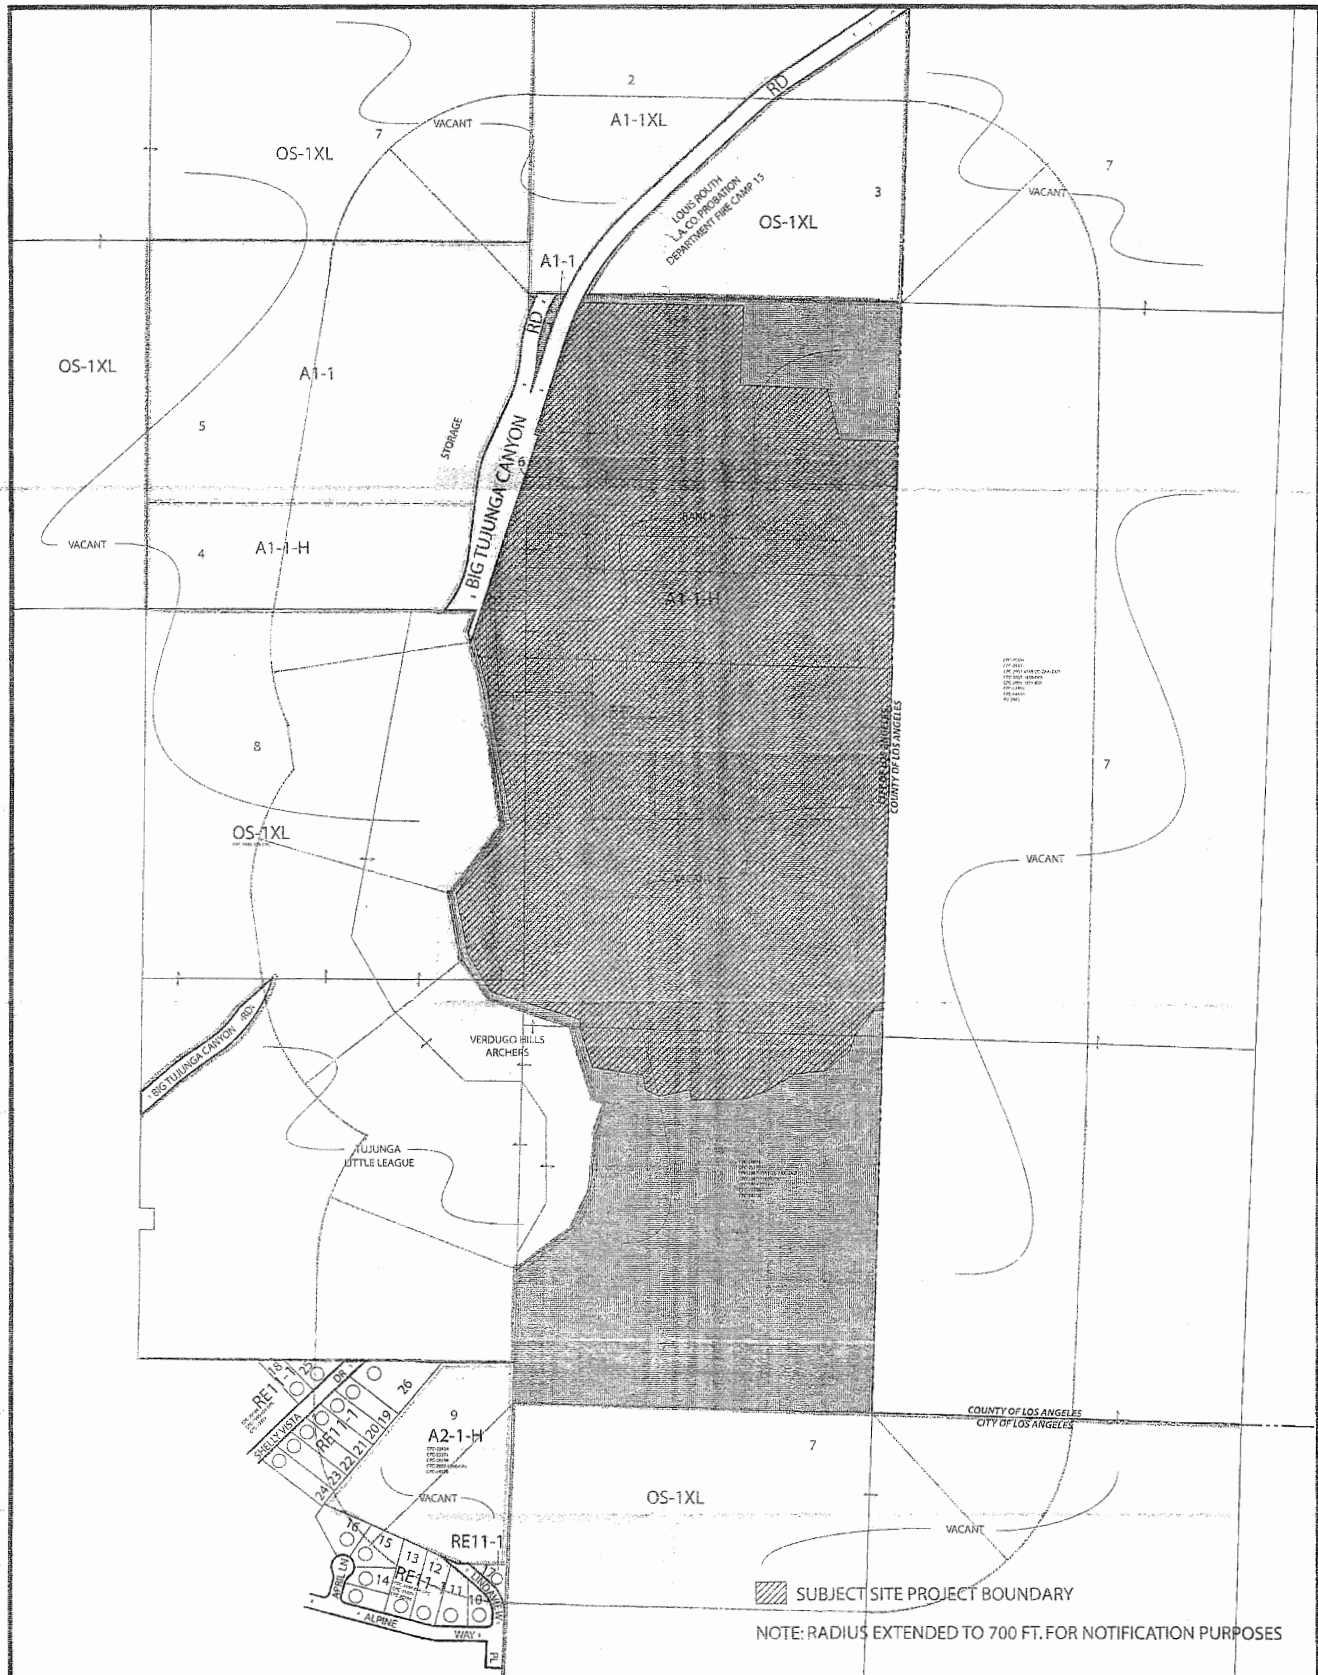 2
RD
VACANT
7
A1-1XL
OS-1XL
7
VACANT
3
LOUIS ROUTH
L.A. CO. PROBATION
DEPARTMENT FIRE CAMP 15
OS-1XL
A1-1
RD
OS-1XL
A1-1
5
STORAGE
6
BIG TUJUNGA CANYON
RANCH
VACANT
4
A1-1-H
A1-1-H
8
OS-1XL
CITY OF LOS ANGELES
COUNTY OF LOS ANGELES
7
VACANT
BIG TUJUNGA CANYON RD.
VERDUGO HILLS
ARCHERS
TUJUNGA
LITTLE LEAGUE
18
RE11-1
25
SHELLY VISTA
DR
RE11-1
26
24
23
22
21
20
19
9
A2-1-H
VACANT
COUNTY OF LOS ANGELES
CITY OF LOS ANGELES
7
OS-1XL
VACANT
RE11-1
16
15
13
12
17
APRIL LN
14
RE11-1
11
10
LINDAVIEW
ALPINE
WAY
PL
SUBJECT SITE PROJECT BOUNDARY
NOTE: RADIUS EXTENDED TO 700 FT. FOR NOTIFICATION PURPOSES